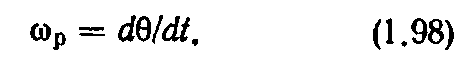 ωₚ = dθ/dt. (1.98)